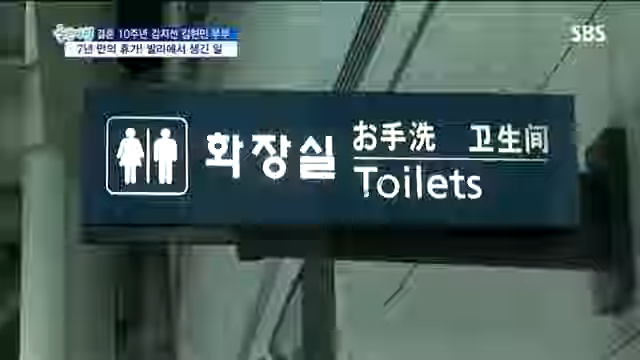 결혼 10주년 김지선 김현민 부부
7년 만의 휴가! 발리에서 생긴 일
SBS
화장실
お手洗 卫生间
Toilets